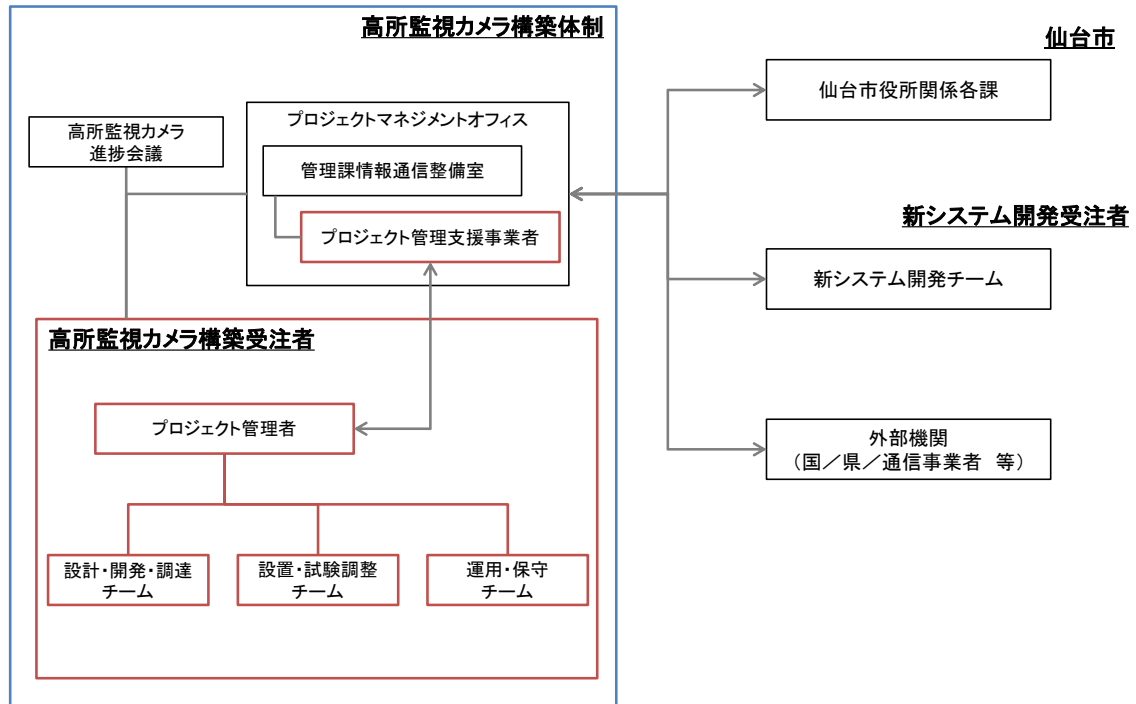 高所監視カメラ構築体制
高所監視カメラ
進捗会議
プロジェクトマネジメントオフィス
管理課情報通信整備室
プロジェクト管理支援事業者
高所監視カメラ構築受注者
プロジェクト管理者
設計・開発・調達
チーム
設置・試験調整
チーム
運用・保守
チーム
仙台市
仙台市役所関係各課
新システム開発受注者
新システム開発チーム
外部機関
（国／県／通信事業者　等）